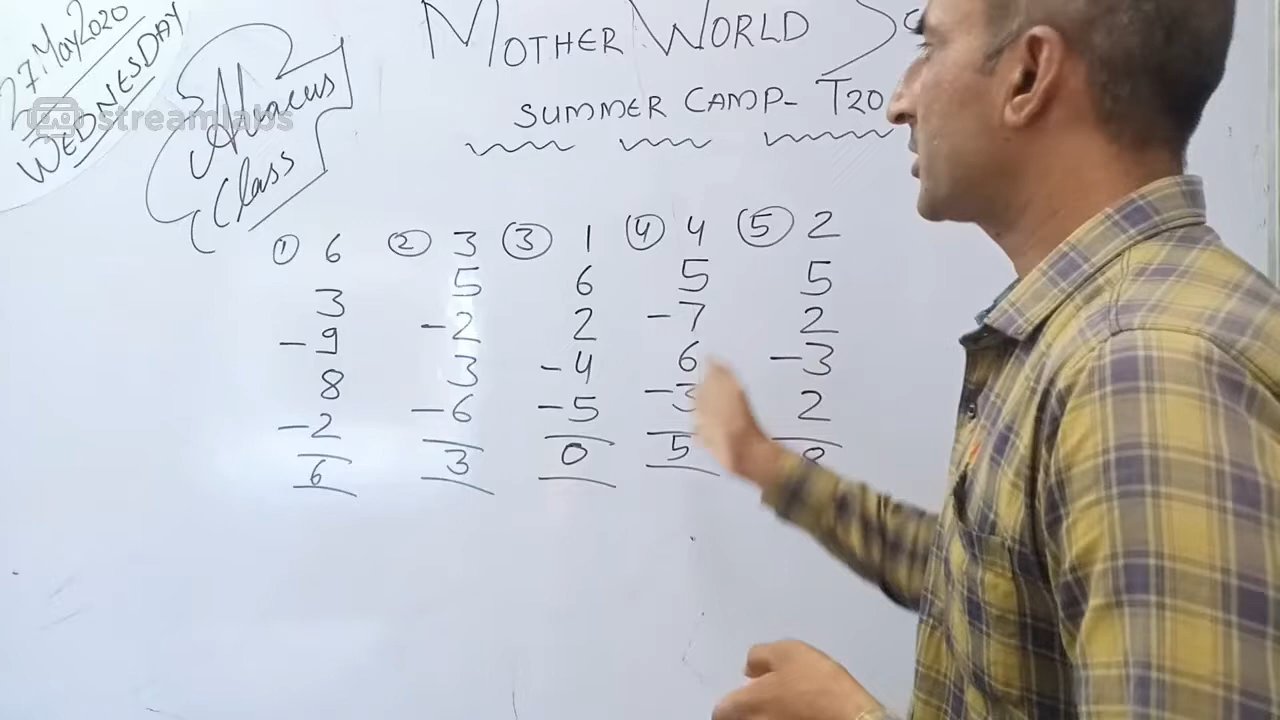 27 May 2020
WEDNESDAY
streamlabs
Abacus
Class
MOTHER WORLD
SUMMER CAMP- T20
① 6 ② 3 ③ 1 ④ 4 ⑤ 2
3 5 6 5 5
-9 -2 2 -7 2
8 3 -4 6 -3
-2 -6 -5 -3 2
6 3 0 5 8